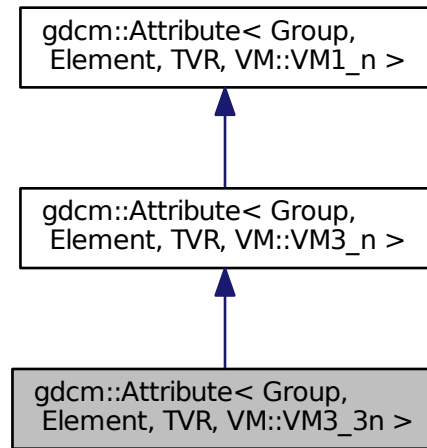 gdcm::Attribute< Group,
Element, TVR, VM::VM1_n >
gdcm::Attribute< Group,
Element, TVR, VM::VM3_n >
gdcm::Attribute< Group,
Element, TVR, VM::VM3_3n >